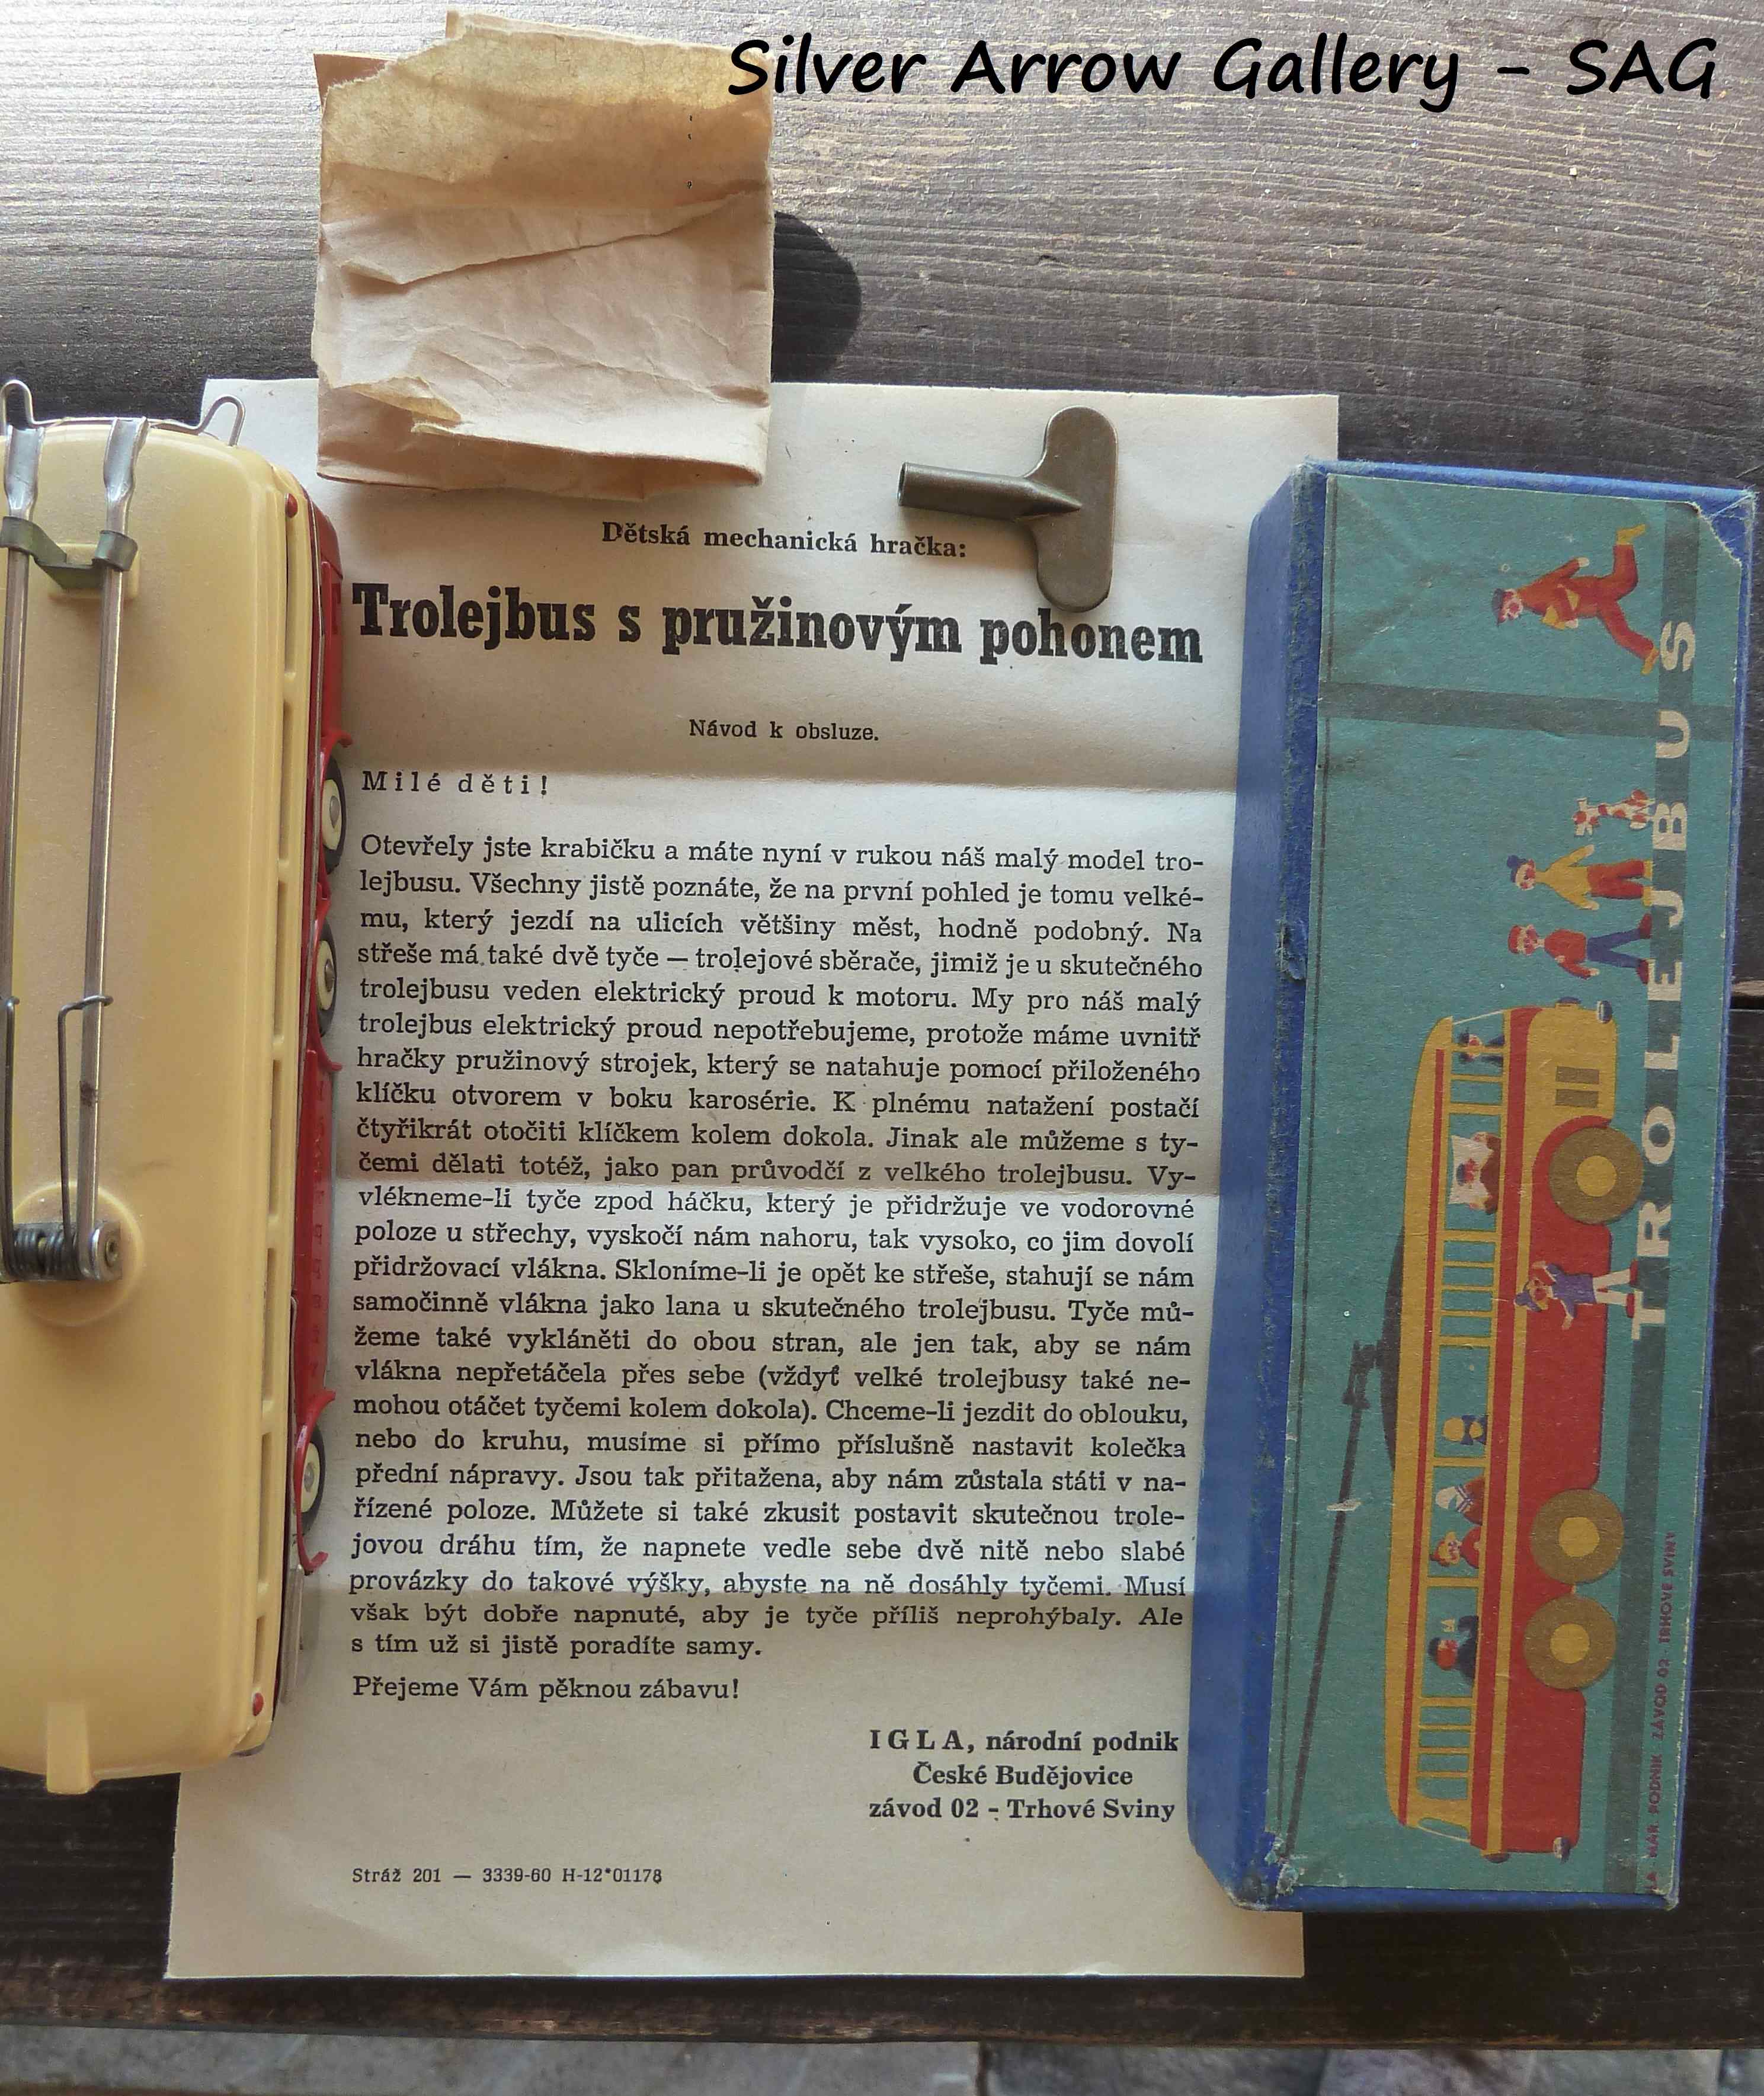 Silver Arrow Gallery - SAG
Dětská mechanická hračka:
Trolejbus s pružinovým pohonem
Návod k obsluze.
Milé děti!
Otevřely jste krabičku a máte nyní v rukou náš malý model tro-
lejbusu. Všechny jistě poznáte, že na první pohled je tomu velké-
mu, který jezdí na ulicích většiny měst, hodně podobný. Na
střeše má také dvě tyče — trolejové sběrače, jimiž je u skutečného
trolejbusu veden elektrický proud k motoru. My pro náš malý
trolejbus elektrický proud nepotřebujeme, protože máme uvnitř
hračky pružinový strojek, který se natahuje pomocí přiloženého
klíčku otvorem v boku karosérie. K plnému natažení postačí
čtyřikrát otočiti klíčkem kolem dokola. Jinak ale můžeme s ty-
čemi dělati totéž, jako pan průvodčí z velkého trolejbusu. Vy-
vlékneme-li tyče zpod háčku, který je přidržuje ve vodorovné
poloze u střechy, vyskočí nám nahoru, tak vysoko, co jim dovolí
přidržovací vlákna. Skloníme-li je opět ke střeše, stahují se nám
samočinně vlákna jako lana u skutečného trolejbusu. Tyče mů-
žeme také vykláněti do obou stran, ale jen tak, aby se nám
vlákna nepřetáčela přes sebe (vždyť velké trolejbusy také ne-
mohou otáčet tyčemi kolem dokola). Chceme-li jezdit do oblouku,
nebo do kruhu, musíme si přímo příslušně nastavit kolečka
přední nápravy. Jsou tak přitažena, aby nám zůstala státi v na-
řízené poloze. Můžete si také zkusit postavit skutečnou trole-
jovou dráhu tím, že napnete vedle sebe dvě nitě nebo slabé
provázky do takové výšky, abyste na ně dosáhly tyčemi. Musí
však být dobře napnuté, aby je tyče příliš neprohýbaly. Ale
s tím už si jistě poradíte samy.
Přejeme Vám pěknou zábavu!
IGLA, národní podnik
České Budějovice
závod 02 - Trhové Sviny
Stráž 201 — 3339-60 H-12*01178
TROLEJBUS
NÁR. PODNIK ZÁVOD 02 TRHOVÉ SVINY